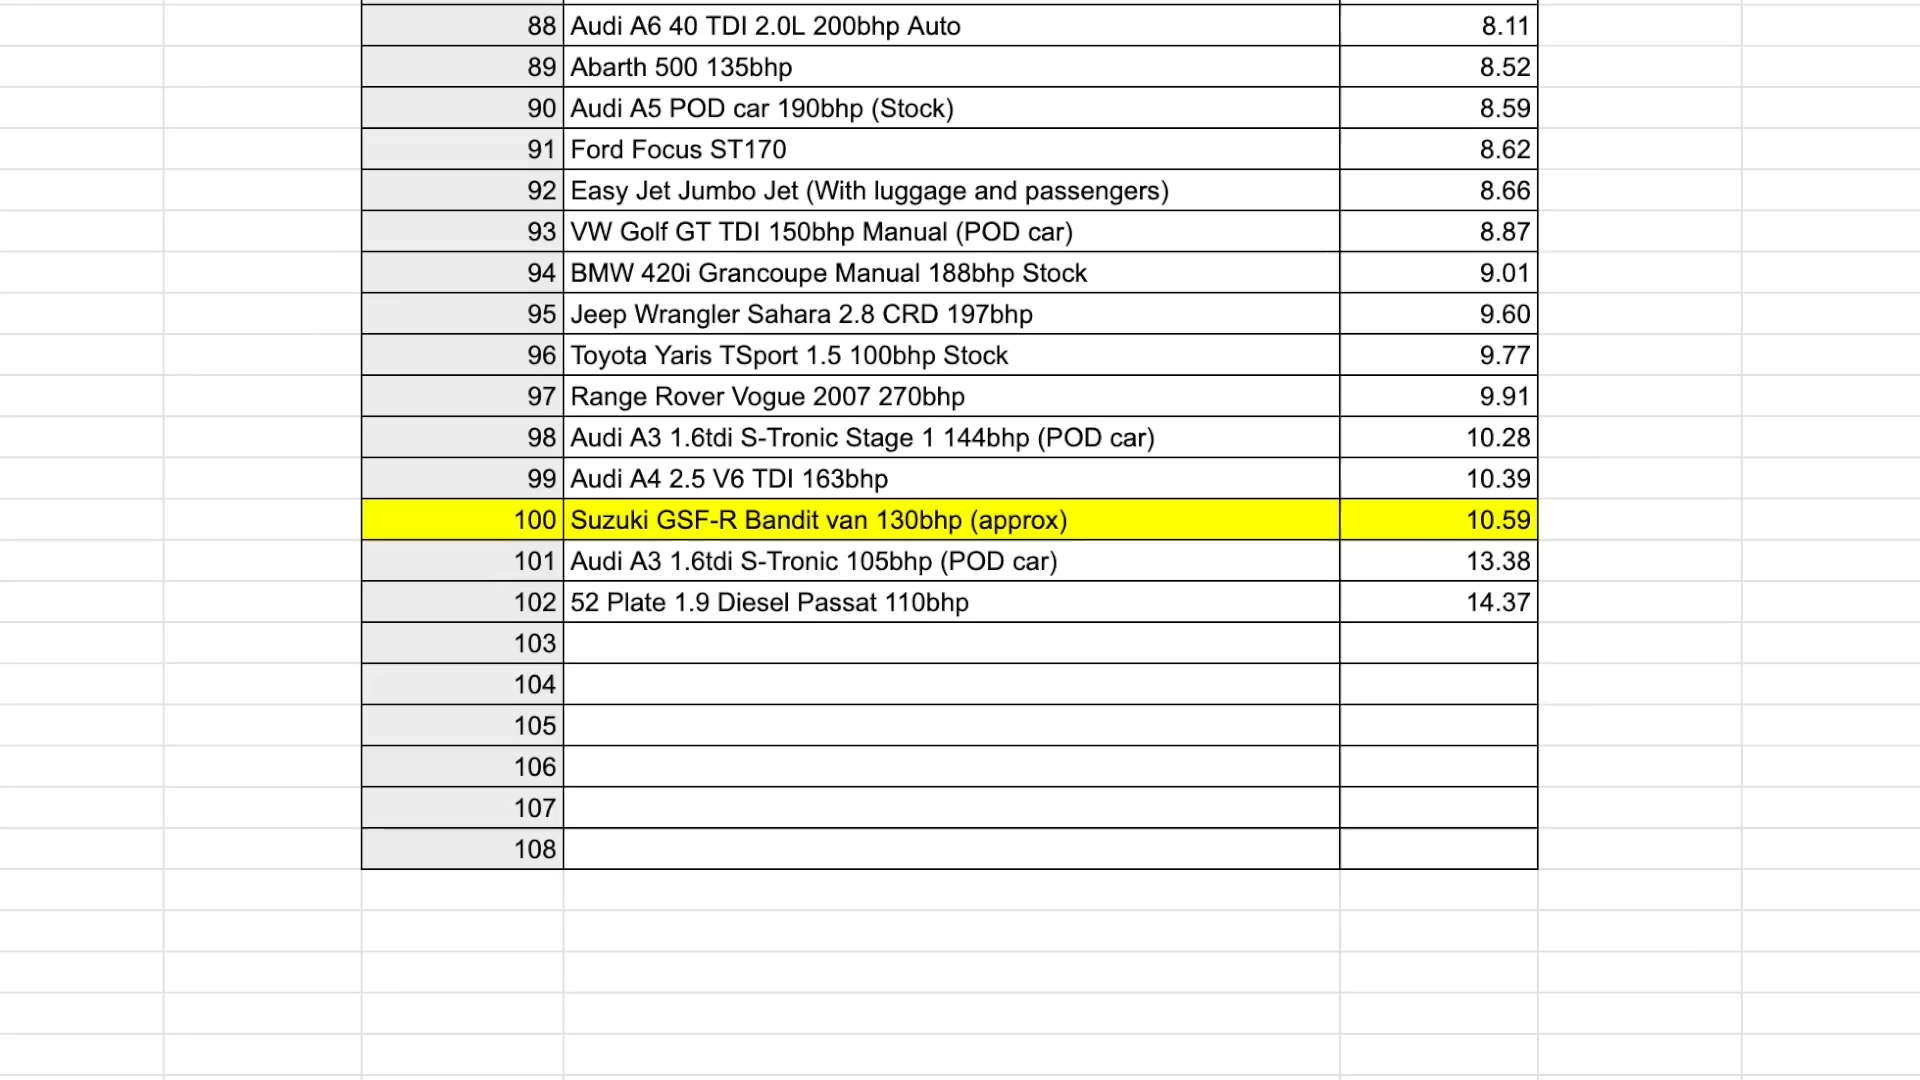 88 Audi A6 40 TDI 2.0L 200bhp Auto 8.11
89 Abarth 500 135bhp 8.52
90 Audi A5 POD car 190bhp (Stock) 8.59
91 Ford Focus ST170 8.62
92 Easy Jet Jumbo Jet (With luggage and passengers) 8.66
93 VW Golf GT TDI 150bhp Manual (POD car) 8.87
94 BMW 420i Grancoupe Manual 188bhp Stock 9.01
95 Jeep Wrangler Sahara 2.8 CRD 197bhp 9.60
96 Toyota Yaris TSport 1.5 100bhp Stock 9.77
97 Range Rover Vogue 2007 270bhp 9.91
98 Audi A3 1.6tdi S-Tronic Stage 1 144bhp (POD car) 10.28
99 Audi A4 2.5 V6 TDI 163bhp 10.39
100 Suzuki GSF-R Bandit van 130bhp (approx) 10.59
101 Audi A3 1.6tdi S-Tronic 105bhp (POD car) 13.38
102 52 Plate 1.9 Diesel Passat 110bhp 14.37
103
104
105
106
107
108